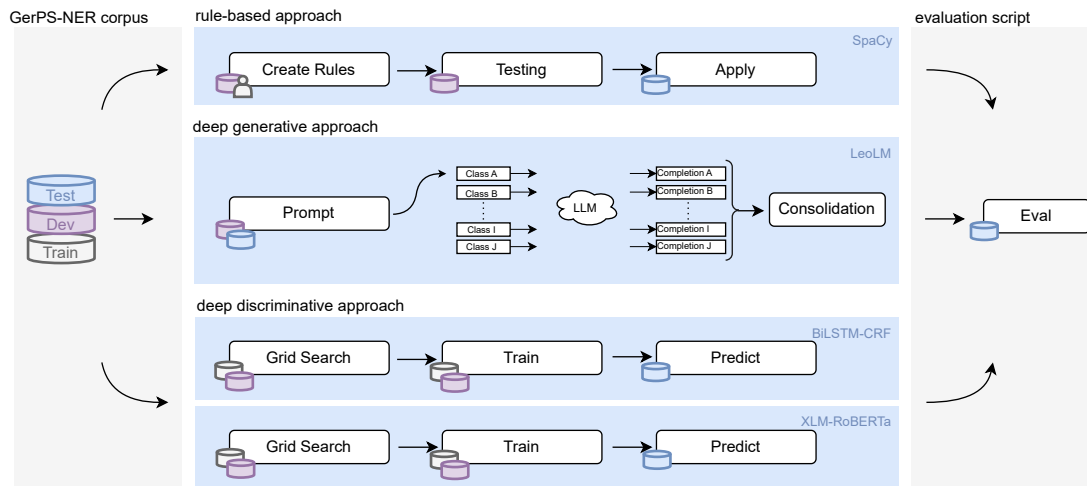 GerPS-NER corpus
rule-based approach
evaluation script
SpaCy
Create Rules
Testing
Apply
deep generative approach
LeoLM
Test
Dev
Train
Prompt
Class A
Class B
Class I
Class J
LLM
Completion A
Completion B
Completion I
Completion J
Consolidation
Eval
deep discriminative approach
BiLSTM-CRF
Grid Search
Train
Predict
XLM-RoBERTa
Grid Search
Train
Predict